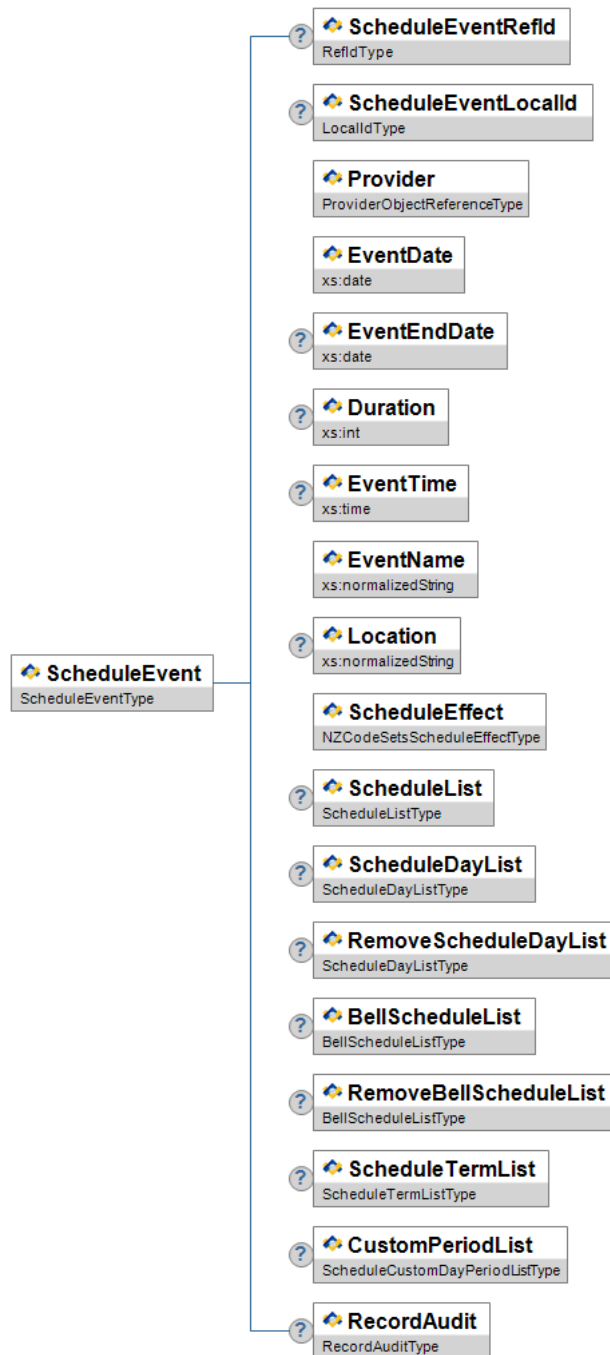 ?
ScheduleEventRefId
RefIdType
?
ScheduleEventLocalId
LocalIdType
Provider
ProviderObjectReferenceType
EventDate
xs:date
?
EventEndDate
xs:date
?
Duration
xs:int
?
EventTime
xs:time
EventName
xs:normalizedString
?
Location
xs:normalizedString
ScheduleEvent
ScheduleEventType
ScheduleEffect
NZCodeSetsScheduleEffectType
?
ScheduleList
ScheduleListType
?
ScheduleDayList
ScheduleDayListType
?
RemoveScheduleDayList
ScheduleDayListType
?
BellScheduleList
BellScheduleListType
?
RemoveBellScheduleList
BellScheduleListType
?
ScheduleTermList
ScheduleTermListType
?
CustomPeriodList
ScheduleCustomDayPeriodListType
?
RecordAudit
RecordAuditType